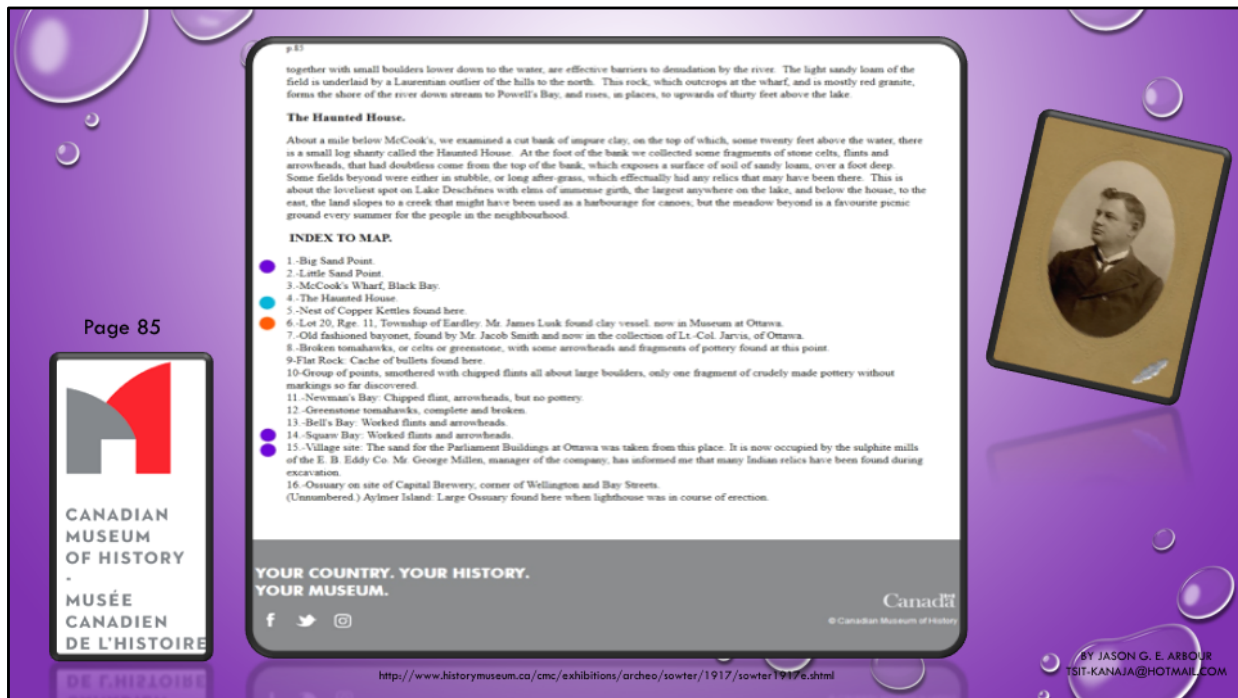 p.85
together with small boulders lower down to the water, are effective barriers to denudation by the river. The light sandy loam of the
field is underlaid by a Laurentian outlier of the hills to the north. This rock, which outcrops at the wharf, and is mostly red granite,
forms the shore of the river down stream to Powell's Bay, and rises, in places, to upwards of thirty feet above the lake.
The Haunted House.
About a mile below McCook's, we examined a cut bank of impure clay, on the top of which, some twenty feet above the water, there
is a small log shanty called the Haunted House. At the foot of the bank we collected some fragments of stone celts, flints and
arrowheads, that had doubtless come from the top of the bank, which exposes a surface of soil of sandy loam, over a foot deep.
Some fields beyond were either in stubble, or long after-grass, which effectually hid any relics that may have been there. This is
about the loveliest spot on Lake Deschénes with elms of immense girth, the largest anywhere on the lake, and below the house, to the
east, the land slopes to a creek that might have been used as a harbourage for canoes; but the meadow beyond is a favourite picnic
ground every summer for the people in the neighbourhood.
INDEX TO MAP.
1.-Big Sand Point.
2.-Little Sand Point.
3.-McCook's Wharf, Black Bay.
4.-The Haunted House.
5.-Nest of Copper Kettles found here.
6.-Lot 20, Rge. 11, Township of Eardley. Mr. James Lusk found clay vessel. now in Museum at Ottawa.
7.-Old fashioned bayonet, found by Mr. Jacob Smith and now in the collection of Lt.-Col. Jarvis, of Ottawa.
8.-Broken tomahawks, or celts or greenstone, with some arrowheads and fragments of pottery found at this point.
9-Flat Rock: Cache of bullets found here.
10-Group of points, smothered with chipped flints all about large boulders, only one fragment of crudely made pottery without
markings so far discovered.
11.-Newman's Bay: Chipped flint, arrowheads, but no pottery.
12.-Greenstone tomahawks, complete and broken.
13.-Bell's Bay: Worked flints and arrowheads.
14.-Squaw Bay: Worked flints and arrowheads.
15.-Village site: The sand for the Parliament Buildings at Ottawa was taken from this place. It is now occupied by the sulphite mills
of the E. B. Eddy Co. Mr. George Millen, manager of the company, has informed me that many Indian relics have been found during
excavation.
16.-Ossuary on site of Capital Brewery, corner of Wellington and Bay Streets.
(Unnumbered.) Aylmer Island: Large Ossuary found here when lighthouse was in course of erection.
YOUR COUNTRY. YOUR HISTORY.
YOUR MUSEUM.
Canada
© Canadian Museum of History
Page 85
CANADIAN
MUSEUM
OF HISTORY
-
MUSÉE
CANADIEN
DE L'HISTOIRE
http://www.historymuseum.ca/cmc/exhibitions/archeo/sowter/1917/sowter1917e.shtml
BY JASON G. E. ARBOUR
TSIT-KANAJA@HOTMAIL.COM